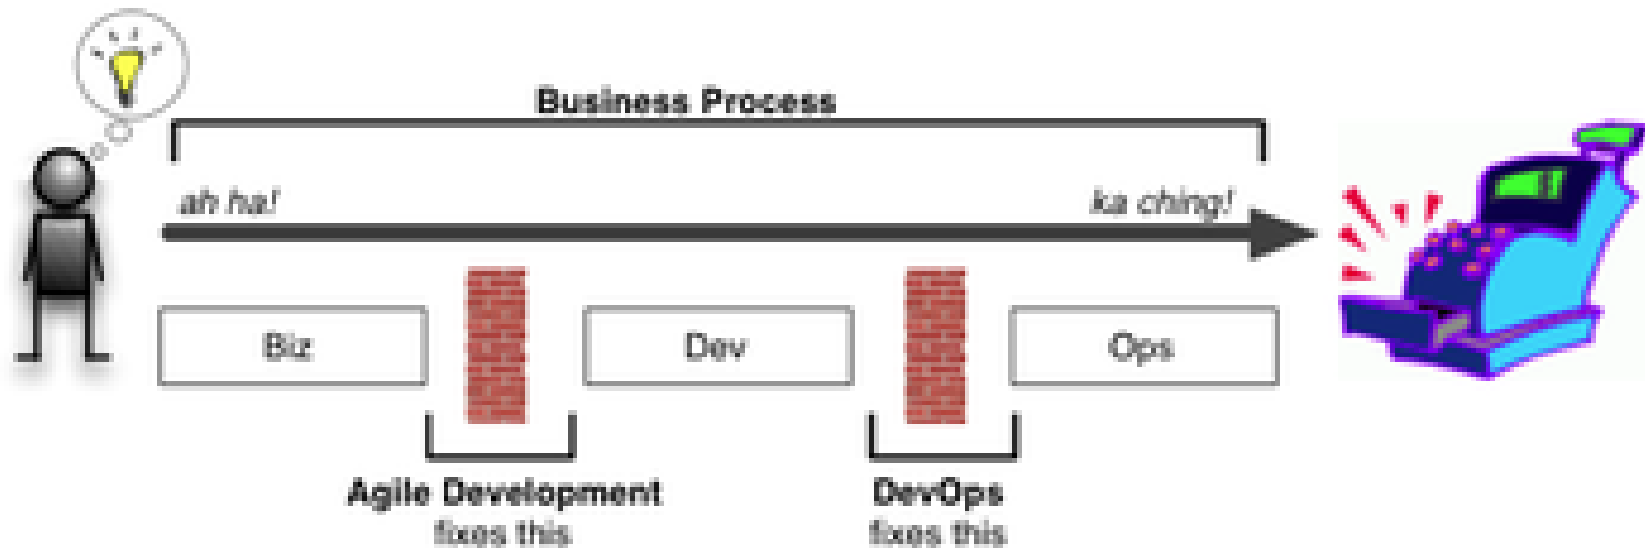 Business Process
ah ha!
ka ching!
Biz
Dev
Ops
Agile Development
fixes this
DevOps
fixes this